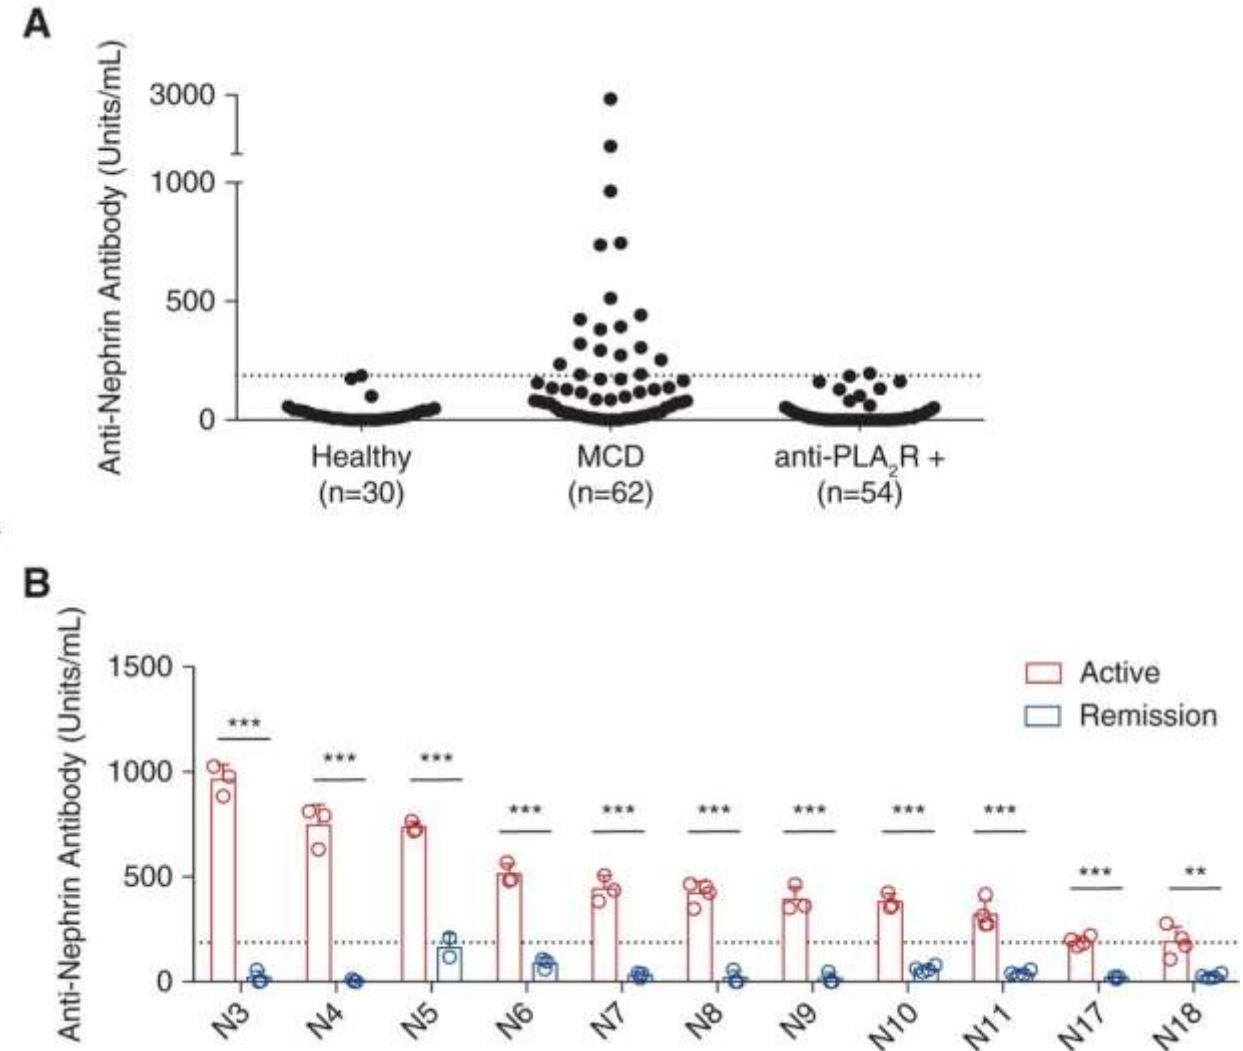 A
Anti-Nephrin Antibody (Units/mL)
3000
1000
500
0
Healthy
(n=30)
MCD
(n=62)
anti-PLA₂R +
(n=54)
B
Anti-Nephrin Antibody (Units/mL)
1500
1000
500
0
Active
Remission
***
***
***
***
***
***
***
***
***
***
**
N3
N4
N5
N6
N7
N8
N9
N10
N11
N17
N18